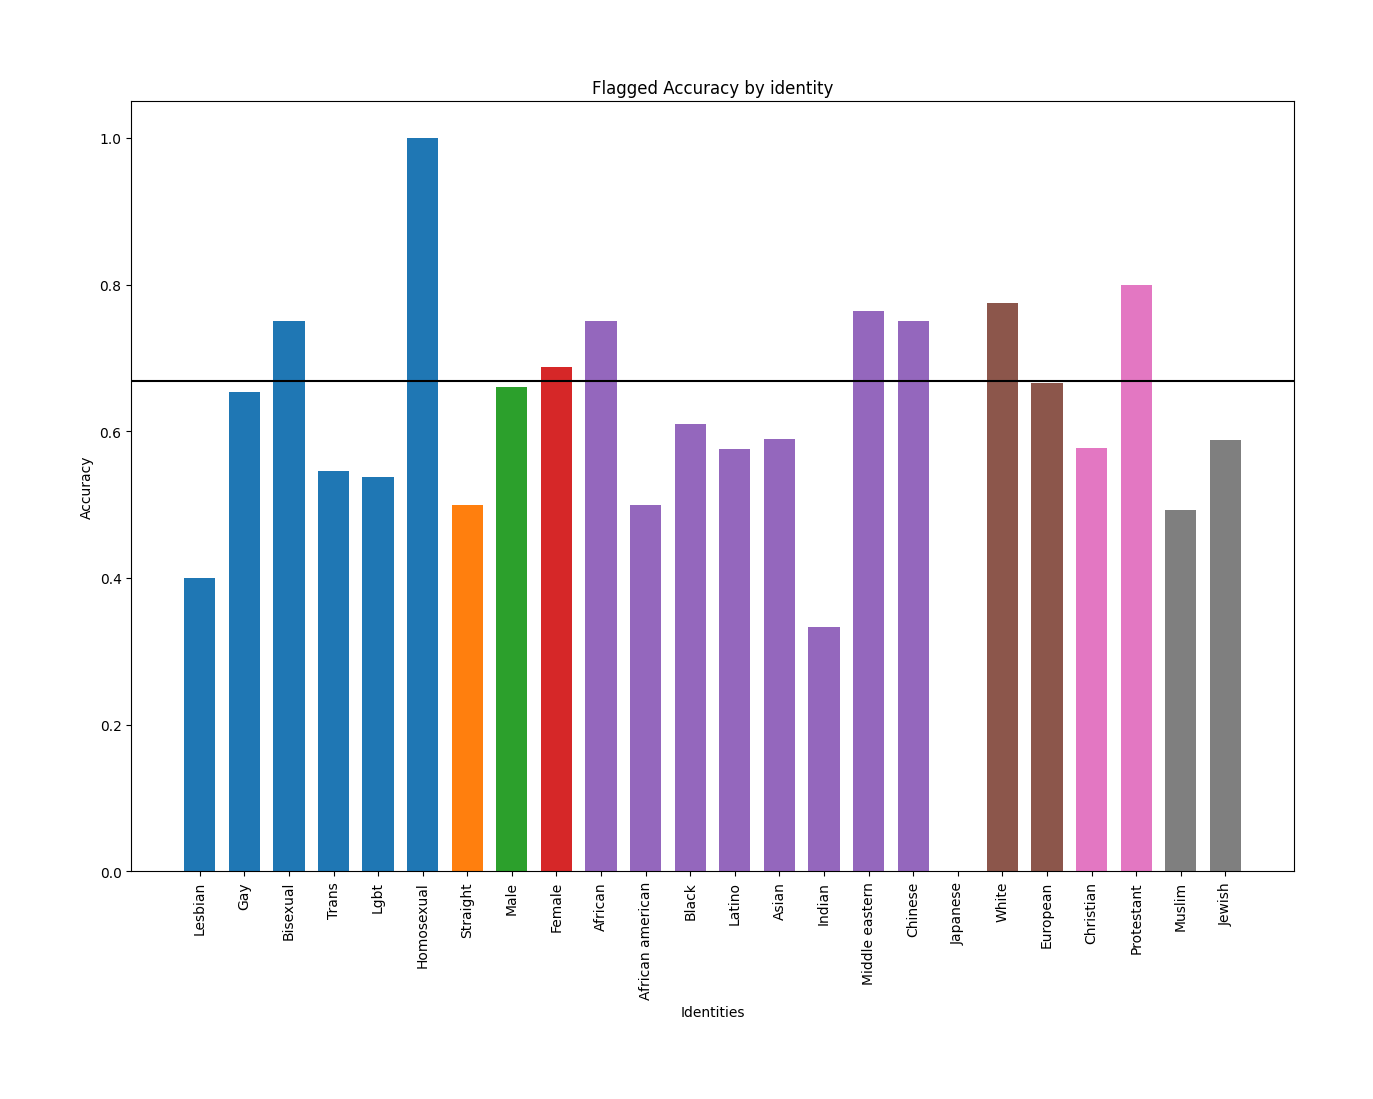 Flagged Accuracy by identity
1.0
0.8
0.6
0.4
0.2
0.0
Accuracy
Lesbian
Gay
Bisexual
Trans
Lgbt
Homosexual
Straight
Male
Female
African
African american
Black
Latino
Asian
Indian
Middle eastern
Chinese
Japanese
White
European
Christian
Protestant
Muslim
Jewish
Identities